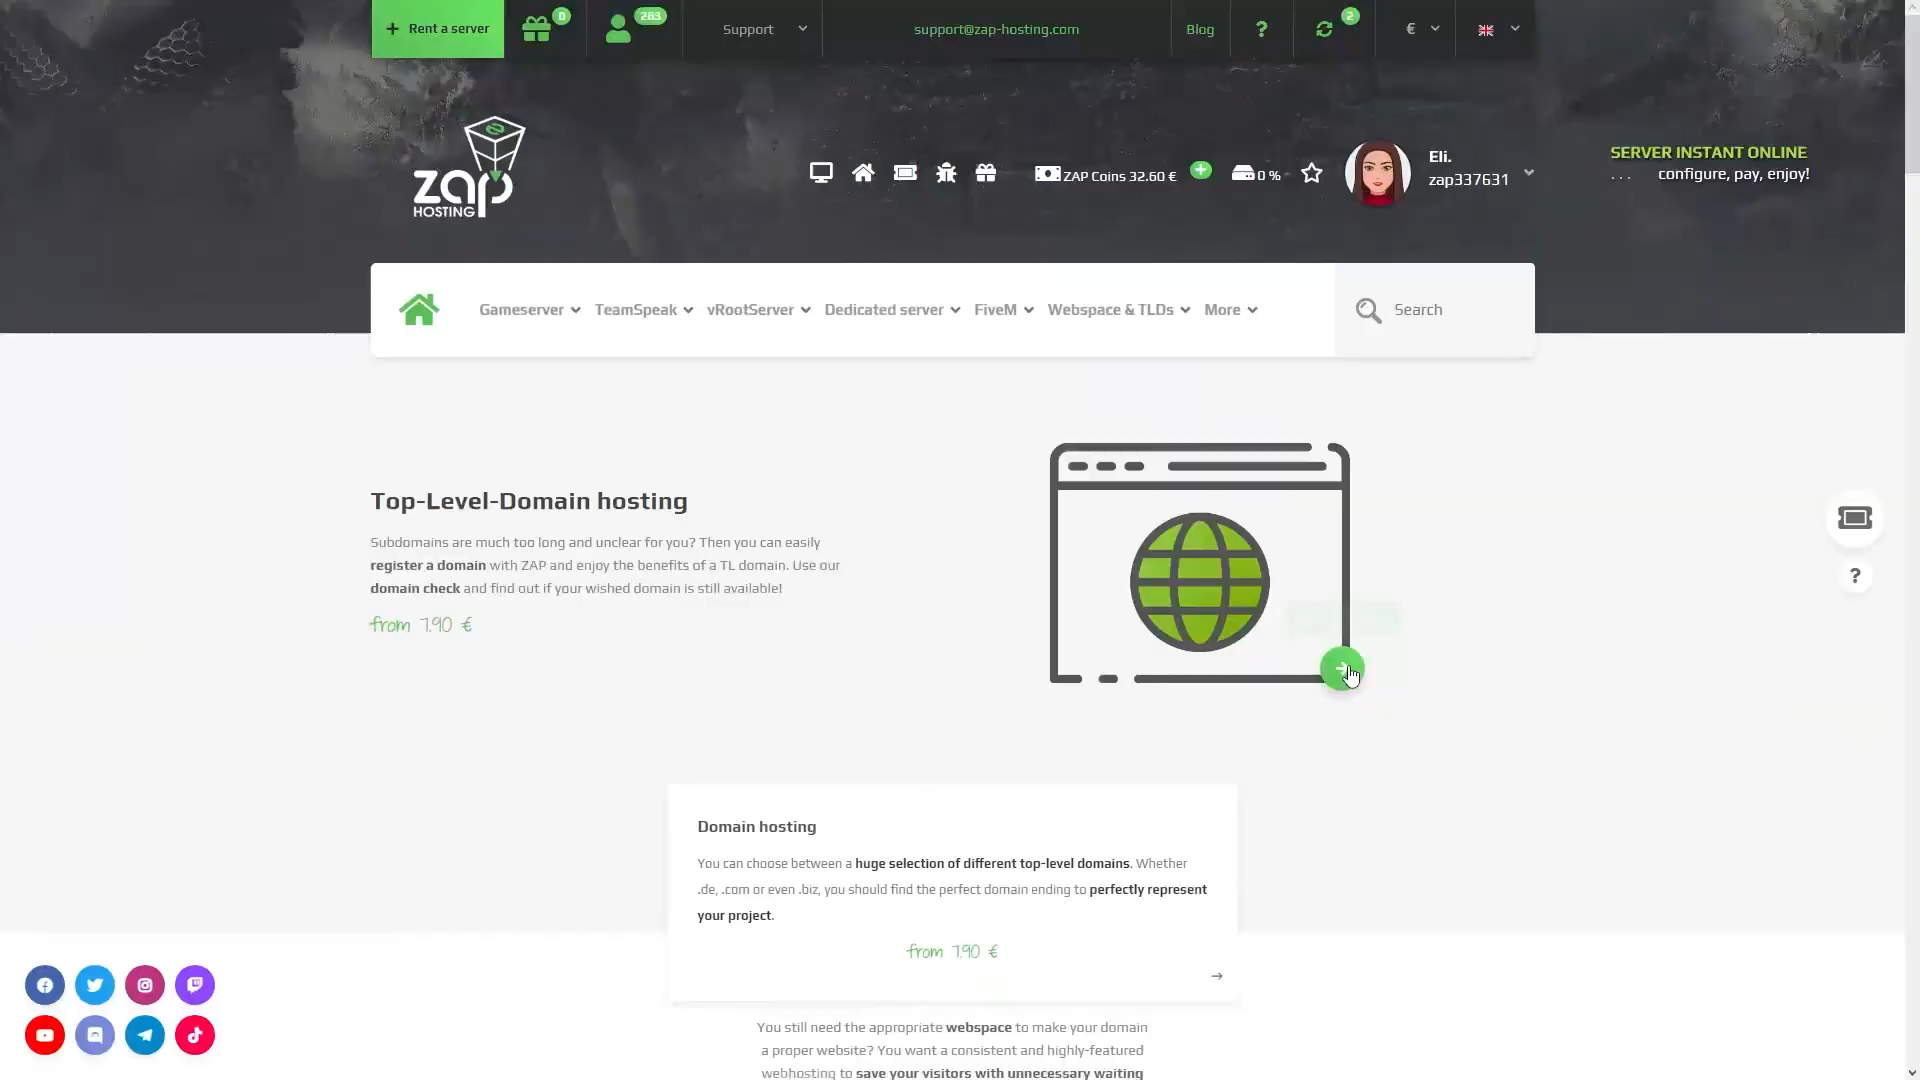 + Rent a server
0
283
Support
support@zap-hosting.com
Blog
?
2
€
zap
HOSTING
ZAP Coins 32.60 €
0 %
Eli.
zap337631
SERVER INSTANT ONLINE
... configure, pay, enjoy!
Gameserver
TeamSpeak
vRootServer
Dedicated server
FiveM
Webspace & TLDs
More
Search
Top-Level-Domain hosting
Subdomains are much too long and unclear for you? Then you can easily
register a domain with ZAP and enjoy the benefits of a TL domain. Use our
domain check and find out if your wished domain is still available!
from 7.90 €
?
Domain hosting
You can choose between a huge selection of different top-level domains. Whether
.de, .com or even .biz, you should find the perfect domain ending to perfectly represent
your project.
from 7.90 €
→
You still need the appropriate webspace to make your domain
a proper website? You want a consistent and highly-featured
webhosting to save your visitors with unnecessary waiting